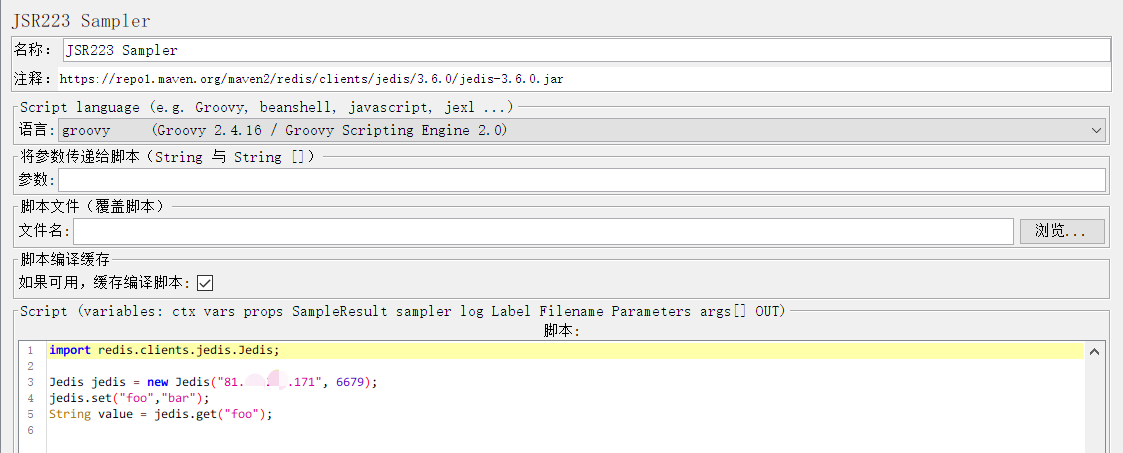 JSR223 Sampler
名称: JSR223 Sampler
注释: https://repo1.maven.org/maven2/redis/clients/jedis/3.6.0/jedis-3.6.0.jar
Script language (e.g. Groovy, beanshell, javascript, jexl ...)
语言: groovy (Groovy 2.4.16 / Groovy Scripting Engine 2.0)
将参数传递给脚本（String 与 String []）
参数:
脚本文件（覆盖脚本）
文件名: 浏览...
脚本编译缓存
如果可用，缓存编译脚本:
Script (variables: ctx vars props SampleResult sampler log Label Filename Parameters args[] OUT)
脚本:
1 import redis.clients.jedis.Jedis;
2
3 Jedis jedis = new Jedis("81. . .171", 6679);
4 jedis.set("foo","bar");
5 String value = jedis.get("foo");
6